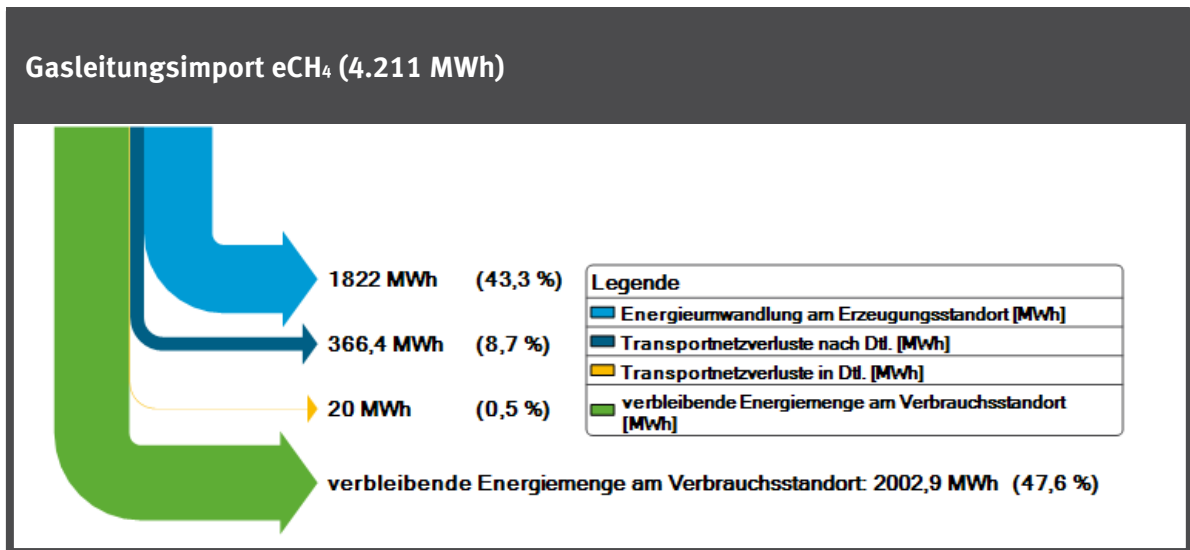 Gasleitungsimport eCH₄ (4.211 MWh)
1822 MWh (43,3 %)
366,4 MWh (8,7 %)
20 MWh (0,5 %)
Legende
Energieumwandlung am Erzeugungsstandort [MWh]
Transportnetzverluste nach Dtl. [MWh]
Transportnetzverluste in Dtl. [MWh]
verbleibende Energiemenge am Verbrauchsstandort
[MWh]
verbleibende Energiemenge am Verbrauchsstandort: 2002,9 MWh (47,6 %)